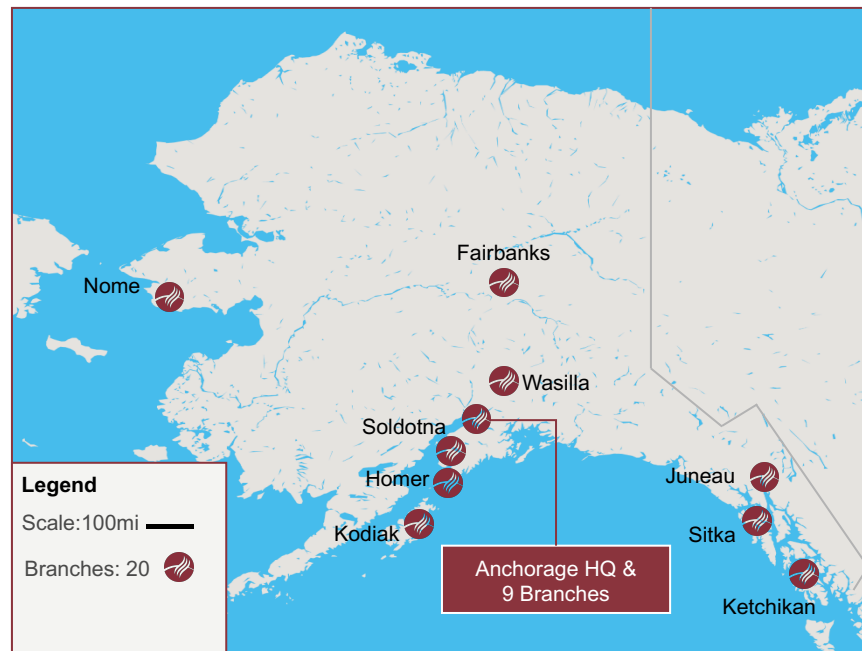 Fairbanks
Nome
Wasilla
Soldotna
Homer
Kodiak
Juneau
Sitka
Ketchikan
Anchorage HQ &
9 Branches
Legend
Scale:100mi
Branches: 20